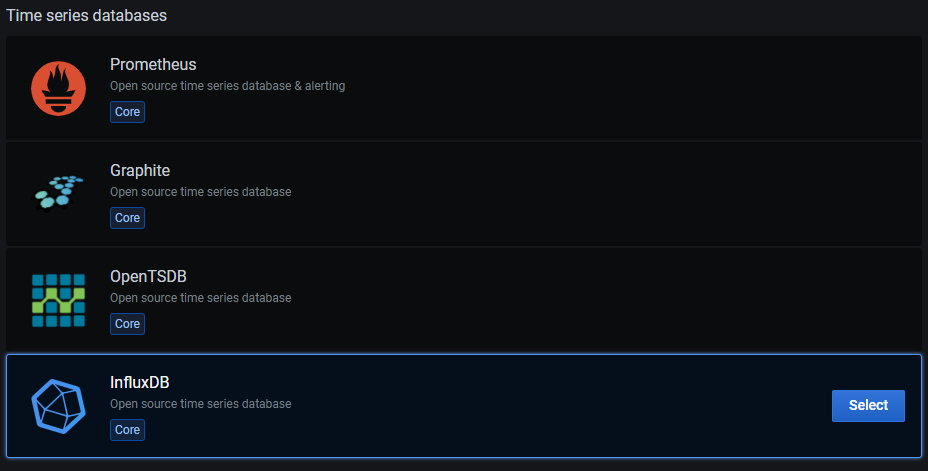 Time series databases
Prometheus
Open source time series database & alerting
Core
Graphite
Open source time series database
Core
OpenTSDB
Open source time series database
Core
InfluxDB
Open source time series database
Core
Select